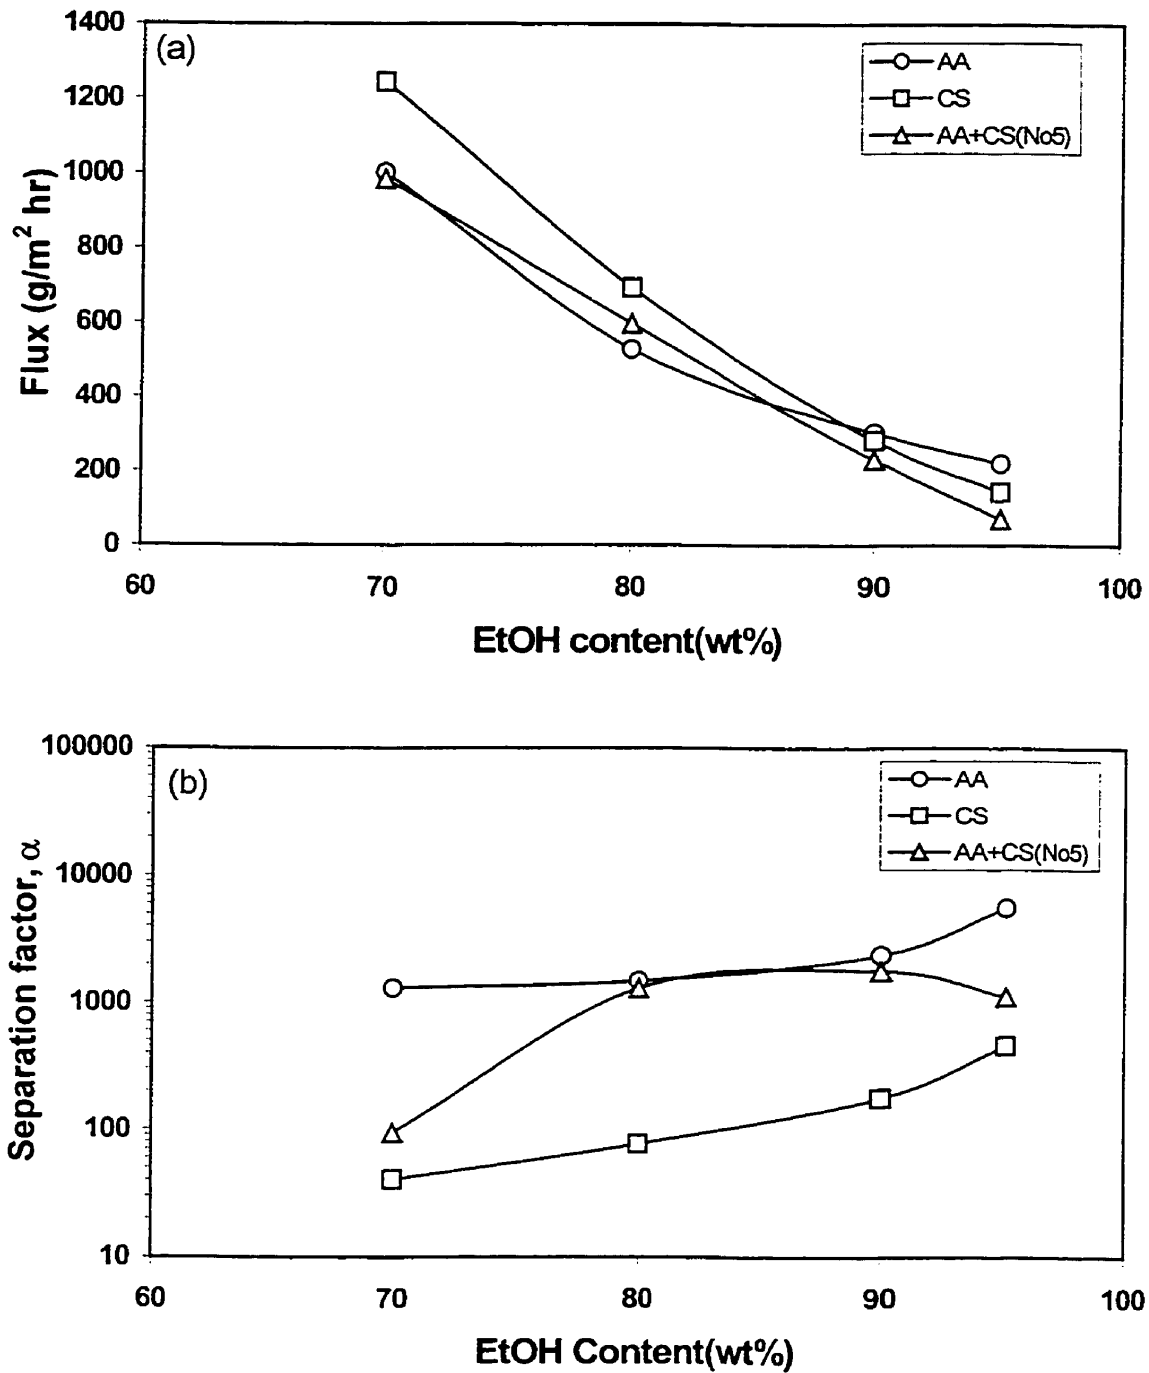 (a)
1400
1200
1000
800
600
400
200
0
Flux (g/m² hr)
AA
CS
AA+CS(No5)
60 70 80 90 100
EtOH content(wt%)
(b)
100000
10000
1000
100
10
Separation factor, α
AA
CS
AA+CS(No5)
60 70 80 90 100
EtOH Content(wt%)